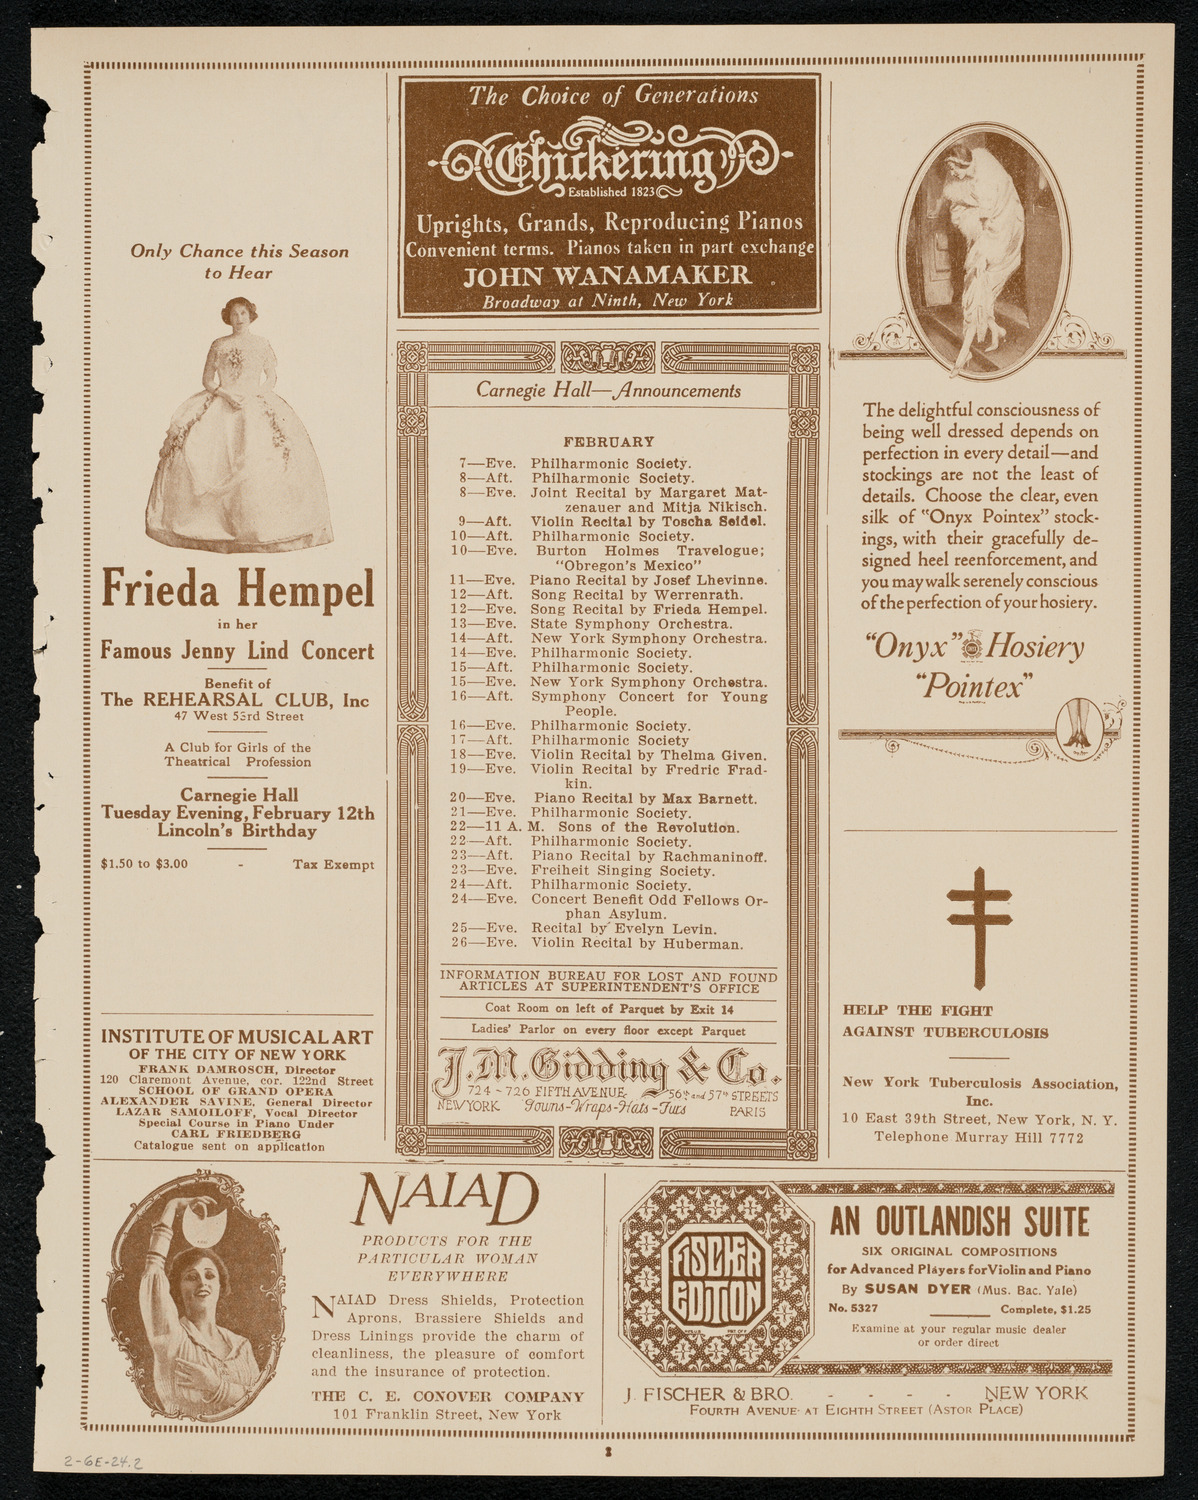 Only Chance this Season
to Hear
Frieda Hempel
in her
Famous Jenny Lind Concert
Benefit of
The REHEARSAL CLUB, Inc
47 West 53rd Street
A Club for Girls of the
Theatrical Profession
Carnegie Hall
Tuesday Evening, February 12th
Lincoln's Birthday
$1.50 to $3.00 - Tax Exempt
INSTITUTE OF MUSICAL ART
OF THE CITY OF NEW YORK
FRANK DAMROSCH, Director
120 Claremont Avenue, cor. 122nd Street
SCHOOL OF GRAND OPERA
ALEXANDER SAVINE, General Director
LAZAR SAMOILOFF, Vocal Director
Special Course in Piano Under
CARL FRIEDBERG
Catalogue sent on application
The Choice of Generations
Chickering
Established 1823
Uprights, Grands, Reproducing Pianos
Convenient terms. Pianos taken in part exchange
JOHN WANAMAKER
Broadway at Ninth, New York
Carnegie Hall—Announcements
FEBRUARY
7—Eve. Philharmonic Society.
8—Aft. Philharmonic Society.
8—Eve. Joint Recital by Margaret Mat-
zenauer and Mitja Nikisch.
9—Aft. Violin Recital by Toscha Seidel.
10—Aft. Philharmonic Society.
10—Eve. Burton Holmes Travelogue;
"Obregon's Mexico"
11—Eve. Piano Recital by Josef Lhevinne.
12—Aft. Song Recital by Werrenrath.
12—Eve. Song Recital by Frieda Hempel.
13—Eve. State Symphony Orchestra.
14—Aft. New York Symphony Orchestra.
14—Eve. Philharmonic Society.
15—Aft. Philharmonic Society.
15—Eve. New York Symphony Orchestra.
16—Aft. Symphony Concert for Young
People.
16—Eve. Philharmonic Society.
17—Aft. Philharmonic Society
18—Eve. Violin Recital by Thelma Given.
19—Eve. Violin Recital by Fredric Frad-
kin.
20—Eve. Piano Recital by Max Barnett.
21—Eve. Philharmonic Society.
22—11 A. M. Sons of the Revolution.
22—Aft. Philharmonic Society.
23—Aft. Piano Recital by Rachmaninoff.
23—Eve. Freiheit Singing Society.
24—Aft. Philharmonic Society.
24—Eve. Concert Benefit Odd Fellows Or-
phan Asylum.
25—Eve. Recital by Evelyn Levin.
26—Eve. Violin Recital by Huberman.
INFORMATION BUREAU FOR LOST AND FOUND
ARTICLES AT SUPERINTENDENT'S OFFICE
Coat Room on left of Parquet by Exit 14
Ladies' Parlor on every floor except Parquet
J. M. Gidding & Co.
724-726 FIFTH AVENUE 56th and 57th STREETS
NEW YORK Gowns-Wraps-Hats-Furs PARIS
The delightful consciousness of
being well dressed depends on
perfection in every detail—and
stockings are not the least of
details. Choose the clear, even
silk of "Onyx Pointex" stock-
ings, with their gracefully de-
signed heel reenforcement, and
you may walk serenely conscious
of the perfection of your hosiery.
"Onyx" Hosiery
"Pointex"
HELP THE FIGHT
AGAINST TUBERCULOSIS
New York Tuberculosis Association,
Inc.
10 East 39th Street, New York, N. Y.
Telephone Murray Hill 7772
NAIAD
PRODUCTS FOR THE
PARTICULAR WOMAN
EVERYWHERE
NAIAD Dress Shields, Protection
Aprons, Brassiere Shields and
Dress Linings provide the charm of
cleanliness, the pleasure of comfort
and the insurance of protection.
THE C. E. CONOVER COMPANY
101 Franklin Street, New York
FISCHER
EDITION
AN OUTLANDISH SUITE
SIX ORIGINAL COMPOSITIONS
for Advanced Players for Violin and Piano
By SUSAN DYER (Mus. Bac. Yale)
No. 5327 Complete, $1.25
Examine at your regular music dealer
or order direct
J. FISCHER & BRO. - - - - NEW YORK
FOURTH AVENUE AT EIGHTH STREET (ASTOR PLACE)
2-6E-24.2